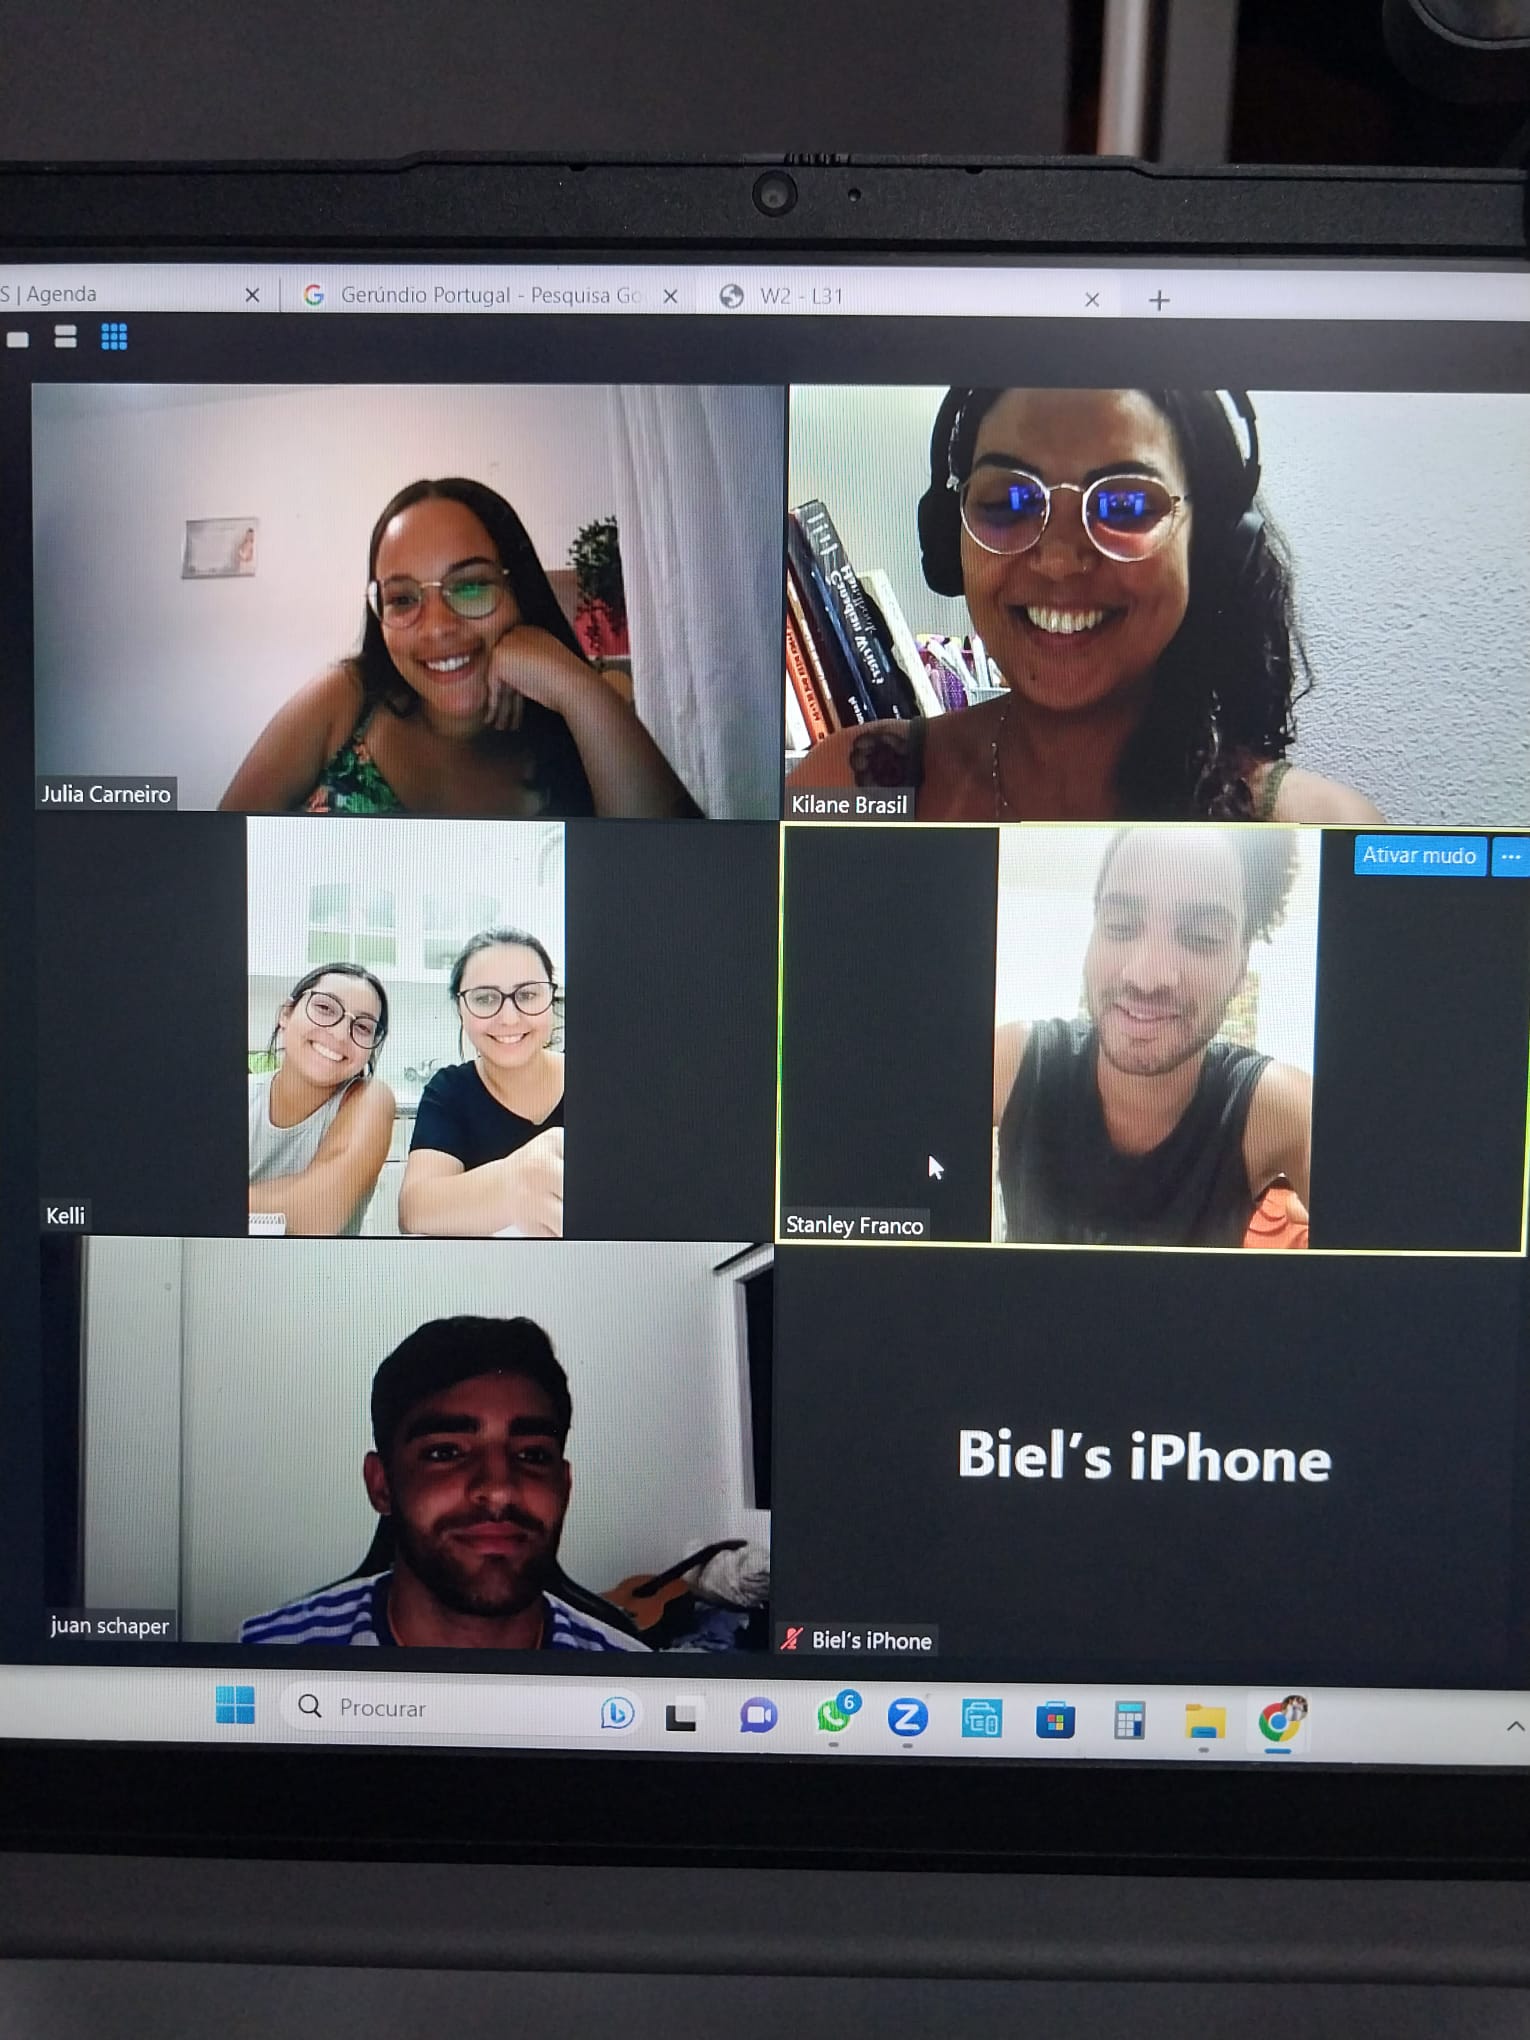 S | Agenda
Gerúndio Portugal - Pesquisa Go
W2 - L31
Julia Carneiro
Kilane Brasil
Ativar mudo
...
Kelli
Stanley Franco
juan schaper
Biel's iPhone
Biel's iPhone
Procurar
6